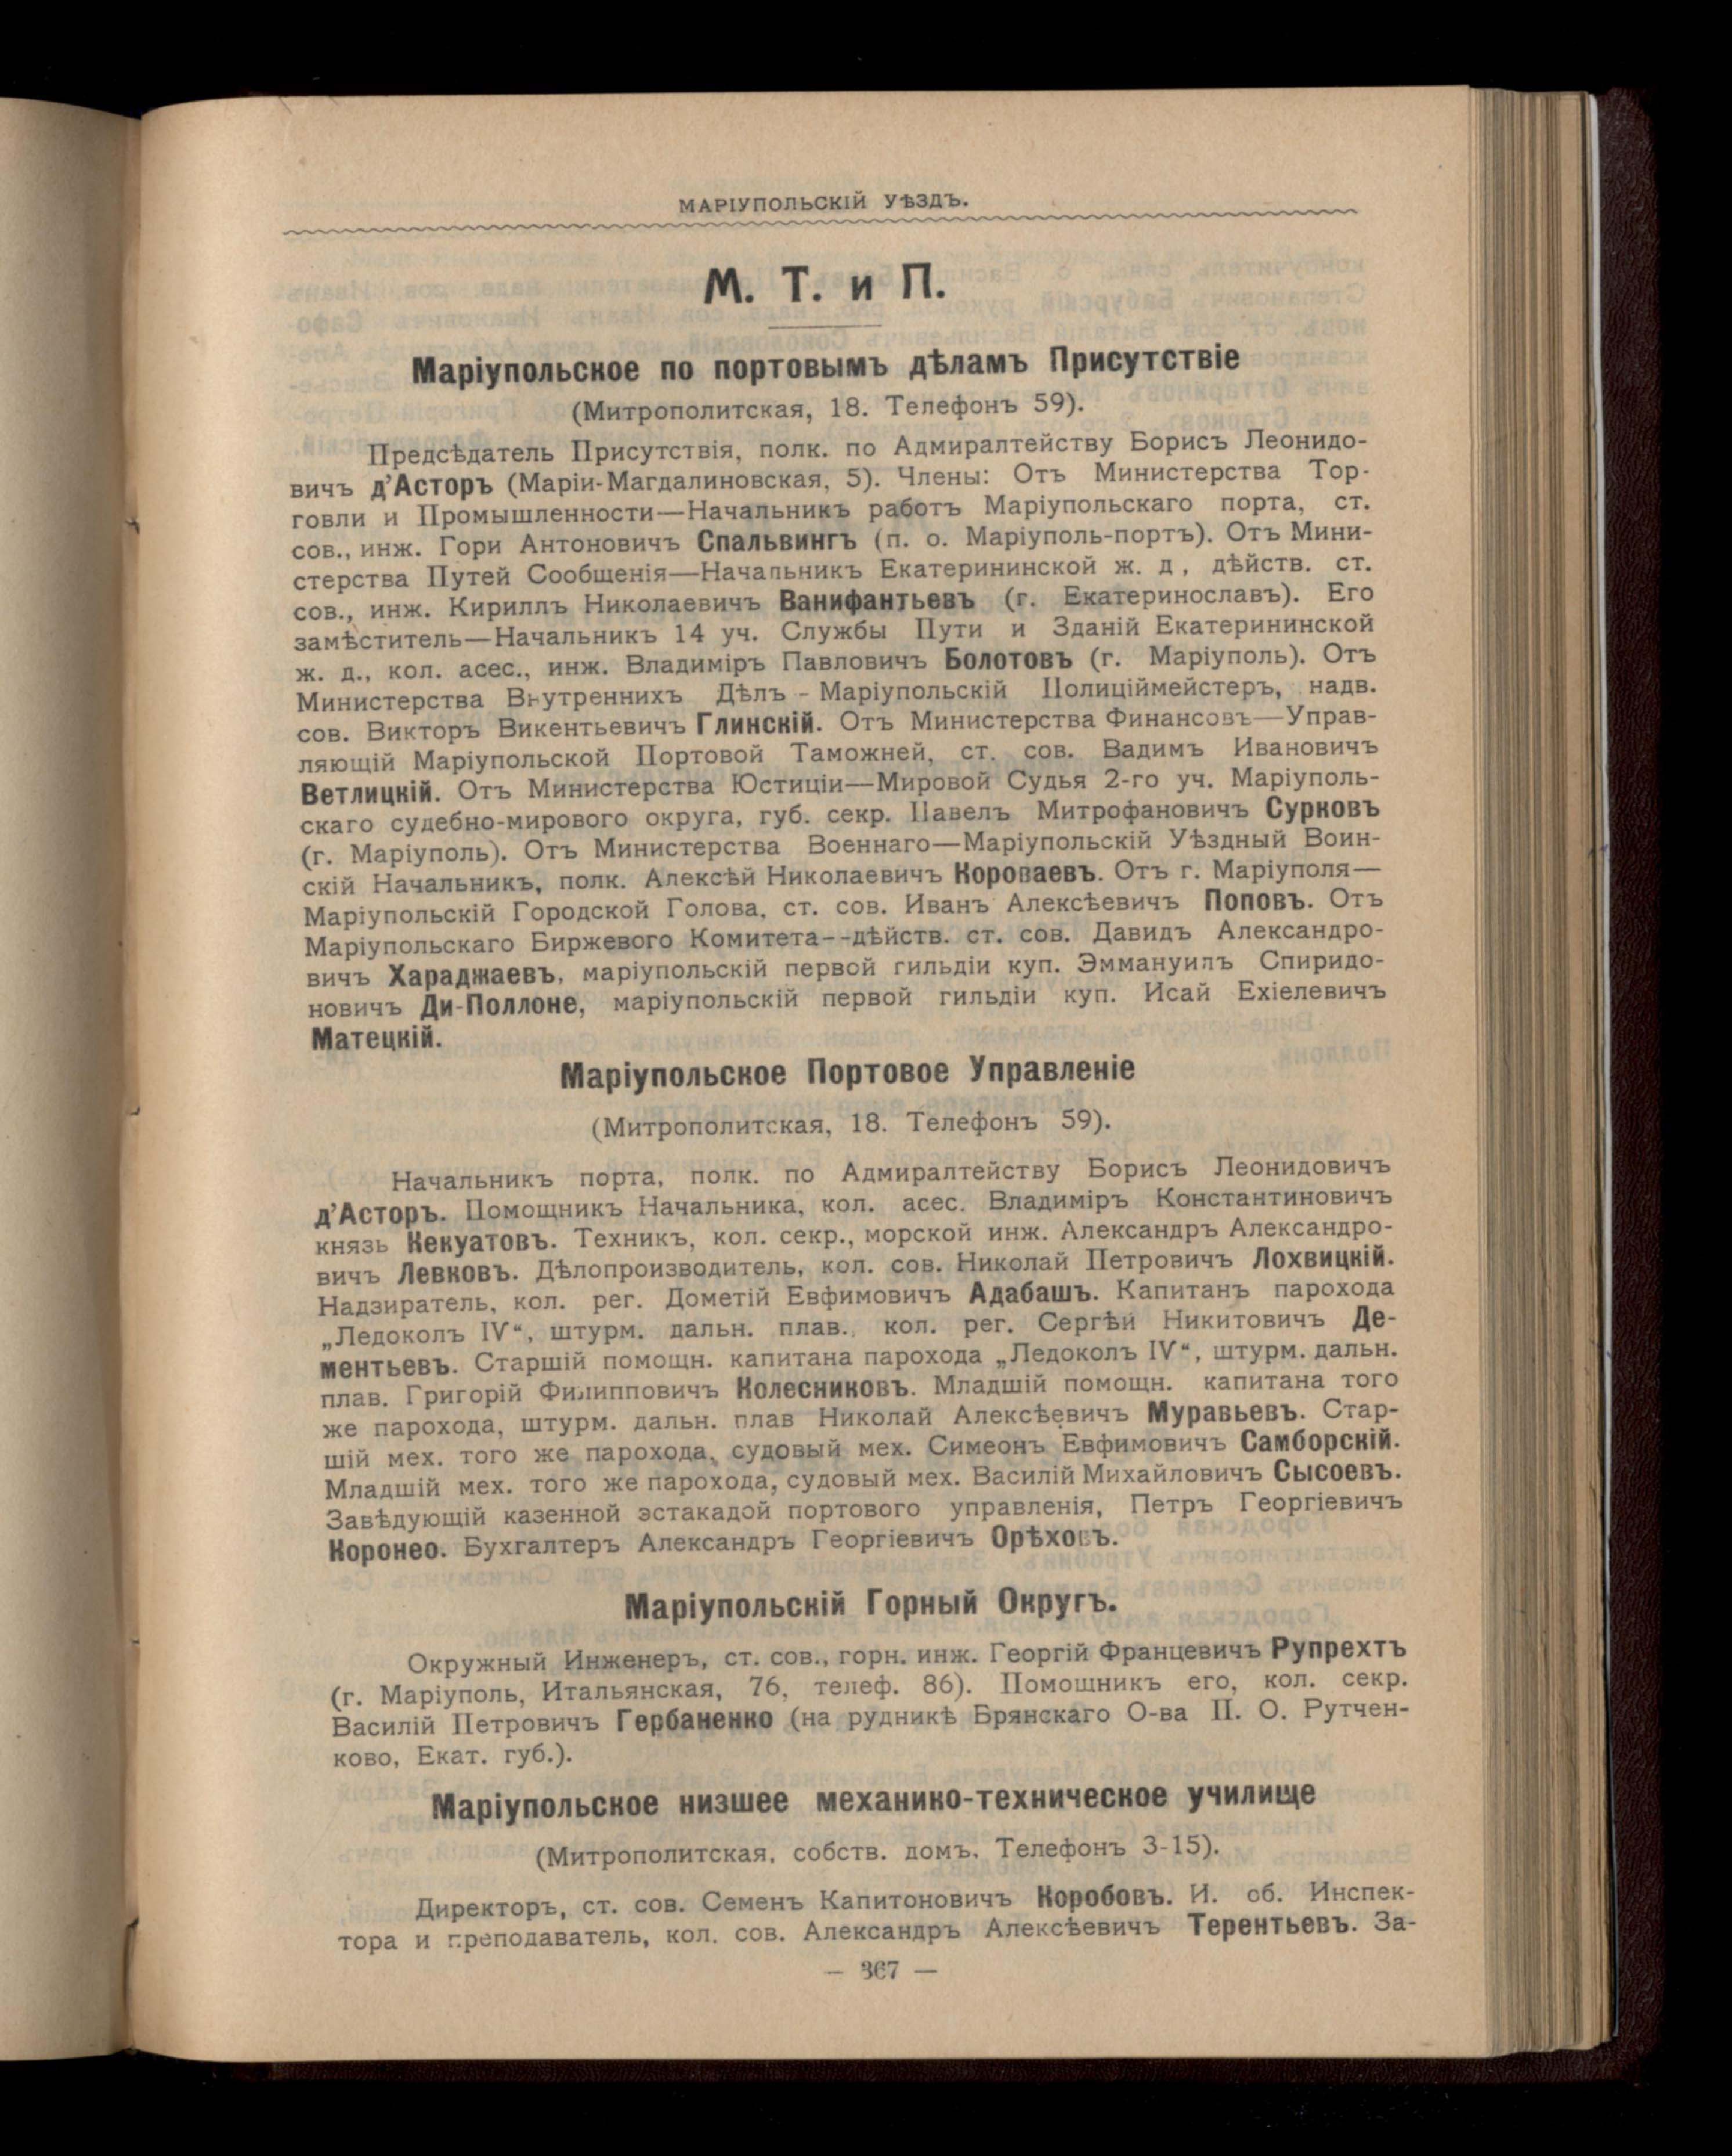 МАРІУПОЛЬСКІЙ УѢЗДЪ.
М. Т. и П.
Маріупольское по портовымъ дѣламъ Присутствіе
(Митрополитская, 18. Телефонъ 59).
Предсѣдатель Присутствія, полк. по Адмиралтейству Борисъ Леонидо-
вичъ д’Асторъ (Маріи-Магдалиновская, 5). Члены: Отъ Министерства Тор-
говли и Промышленности—Начальникъ работъ Маріупольскаго порта, ст.
сов., инж. Гори Антоновичъ Спальвингъ (п. о. Маріуполь-портъ). Отъ Мини-
стерства Путей Сообщенія—Начальникъ Екатерининской ж. д , дѣйств. ст.
сов., инж. Кириллъ Николаевичъ Ванифантьевъ (г. Екатеринославъ). Его
замѣститель—Начальникъ 14 уч. Службы Пути и Зданій Екатерининской
ж. д., кол. асес., инж. Владиміръ Павловичъ Болотовъ (г. Маріуполь). Отъ
Министерства Внутреннихъ Дѣлъ - Маріупольскій Полиціймейстеръ, надв.
сов. Викторъ Викентьевичъ Глинскій. Отъ Министерства Финансовъ—Управ-
ляющій Маріупольской Портовой Таможней, ст. сов. Вадимъ Ивановичъ
Ветлицкій. Отъ Министерства Юстиціи—Мировой Судья 2-го уч. Маріуполь-
скаго судебно-мирового округа, губ. секр. Павелъ Митрофановичъ Сурковъ
(г. Маріуполь). Отъ Министерства Военнаго—Маріупольскій Уѣздный Воин-
скій Начальникъ, полк. Алексѣй Николаевичъ Короваевъ. Отъ г. Маріуполя—
Маріупольскій Городской Голова, ст. сов. Иванъ Алексѣевичъ Поповъ. Отъ
Маріупольскаго Биржевого Комитета--дѣйств. ст. сов. Давидъ Александро-
вичъ Хараджаевъ, маріупольскій первой гильдіи куп. Эммануилъ Спиридо-
новичъ Ди-Поллоне, маріупольскій первой гильдіи куп. Исай Ехіелевичъ
Матецкій.
Маріупольское Портовое Управленіе
(Митрополитская, 18. Телефонъ 59).
Начальникъ порта, полк. по Адмиралтейству Борисъ Леонидовичъ
д’Асторъ. Помощникъ Начальника, кол. асес. Владиміръ Константиновичъ
князь Кекуатовъ. Техникъ, кол. секр., морской инж. Александръ Александро-
вичъ Левковъ. Дѣлопроизводитель, кол. сов. Николай Петровичъ Лохвицкій.
Надзиратель, кол. рег. Дометій Евфимовичъ Адабашъ. Капитанъ парохода
„Ледоколъ IV“, штурм. дальн. плав., кол. рег. Сергѣй Никитовичъ Де-
ментьевъ. Старшій помощн. капитана парохода „Ледоколъ IV“, штурм. дальн.
плав. Григорій Филипповичъ Колесниковъ. Младшій помощн. капитана того
же парохода, штурм. дальн. плав Николай Алексѣевичъ Муравьевъ. Стар-
шій мех. того же парохода, судовый мех. Симеонъ Евфимовичъ Самборскій.
Младшій мех. того же парохода, судовый мех. Василій Михайловичъ Сысоевъ.
Завѣдующій казенной эстакадой портового управленія, Петръ Георгіевичъ
Коронео. Бухгалтеръ Александръ Георгіевичъ Орѣховъ.
Маріупольскій Горный Округъ.
Окружный Инженеръ, ст. сов., горн. инж. Георгій Францевичъ Рупрехтъ
(г. Маріуполь, Итальянская, 76, телеф. 86). Помощникъ его, кол. секр.
Василій Петровичъ Гербаненко (на рудникѣ Брянскаго О-ва П. О. Рутчен-
ково, Екат. губ.).
Маріупольское низшее механико-техническое училище
(Митрополитская, собств. домъ, Телефонъ 3-15).
Директоръ, ст. сов. Семенъ Капитоновичъ Коробовъ. И. об. Инспек-
тора и преподаватель, кол. сов. Александръ Алексѣевичъ Терентьевъ. За-
— 367 —